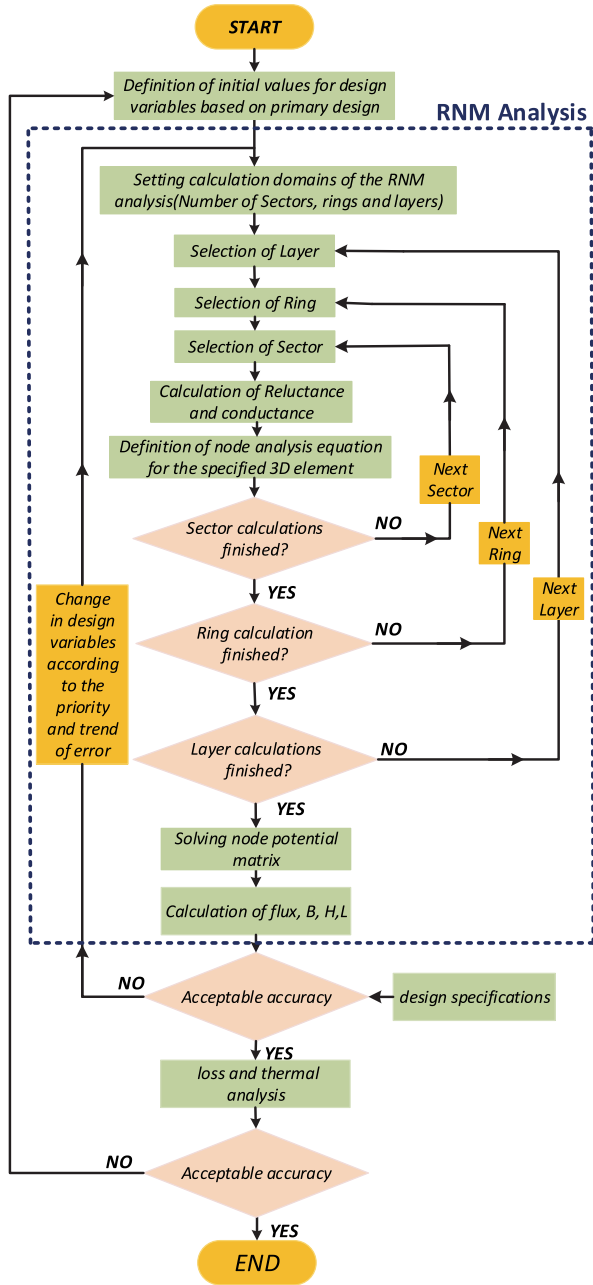 START
Definition of initial values for design
variables based on primary design
RNM Analysis
Setting calculation domains of the RNM
analysis(Number of Sectors, rings and layers)
Selection of Layer
Selection of Ring
Selection of Sector
Calculation of Reluctance
and conductance
Definition of node analysis equation
for the specified 3D element
Next
Sector
Sector calculations
finished?
NO
Next
Ring
YES
Next
Layer
Change
in design
variables
according
to the
priority
and trend
of error
Ring calculation
finished?
NO
YES
Layer calculations
finished?
NO
YES
Solving node potential
matrix
Calculation of flux, B, H,L
NO
Acceptable accuracy
design specifications
YES
loss and thermal
analysis
NO
Acceptable accuracy
YES
END